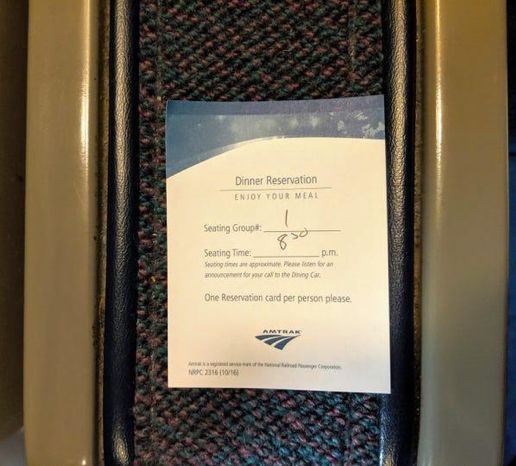 Dinner Reservation
ENJOY YOUR MEAL
Seating Group#: 1
Seating Time: 8 30 p.m.
Seating times are approximate. Please listen for an
announcement for your call to the Dining Car.
One Reservation card per person please.
AMTRAK
Amtrak is a registered service mark of the National Railroad Passenger Corporation.
NRPC 2316 (10/16)